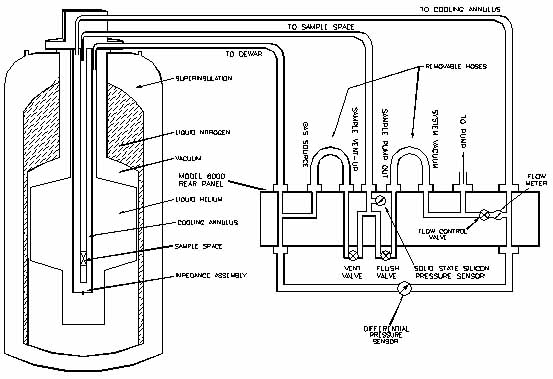 TO COOLING ANNULUS
TO SAMPLE SPACE
TO DEWAR
REMOVABLE HOSES
SUPERINSULATION
LIQUID NITROGEN
VACUUM
MODEL 6000
REAR PANEL
LIQUID HELIUM
COOLING ANNULUS
SAMPLE SPACE
IMPEDANCE ASSEMBLY
GAS SOURCE
SAMPLE VENT-UP
SAMPLE PUMP OUT
SYSTEM VACUUM
TO PUMP
FLOW
METER
FLOW CONTROL
VALVE
VENT
VALVE
FLUSH
VALVE
SOLID STATE SILICON
PRESSURE SENSOR
DIFFERENTIAL
PRESSURE
SENSOR